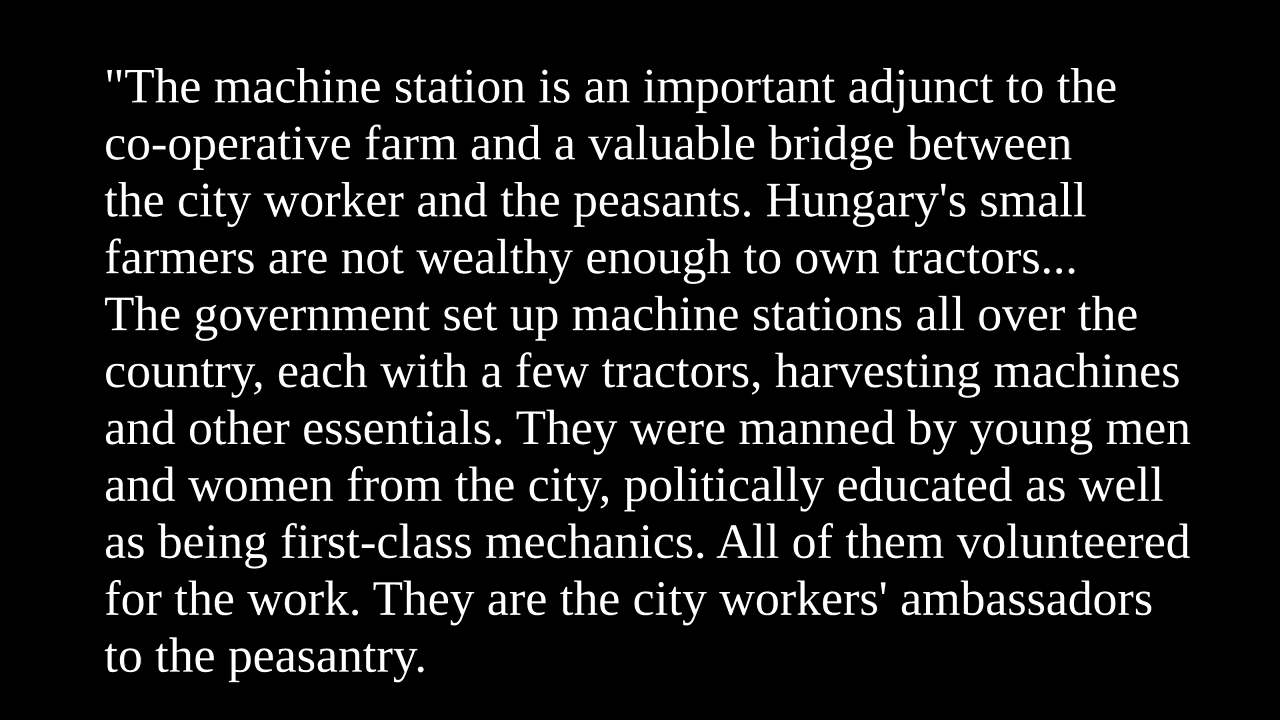 "The machine station is an important adjunct to the
co-operative farm and a valuable bridge between
the city worker and the peasants. Hungary's small
farmers are not wealthy enough to own tractors...
The government set up machine stations all over the
country, each with a few tractors, harvesting machines
and other essentials. They were manned by young men
and women from the city, politically educated as well
as being first-class mechanics. All of them volunteered
for the work. They are the city workers' ambassadors
to the peasantry.